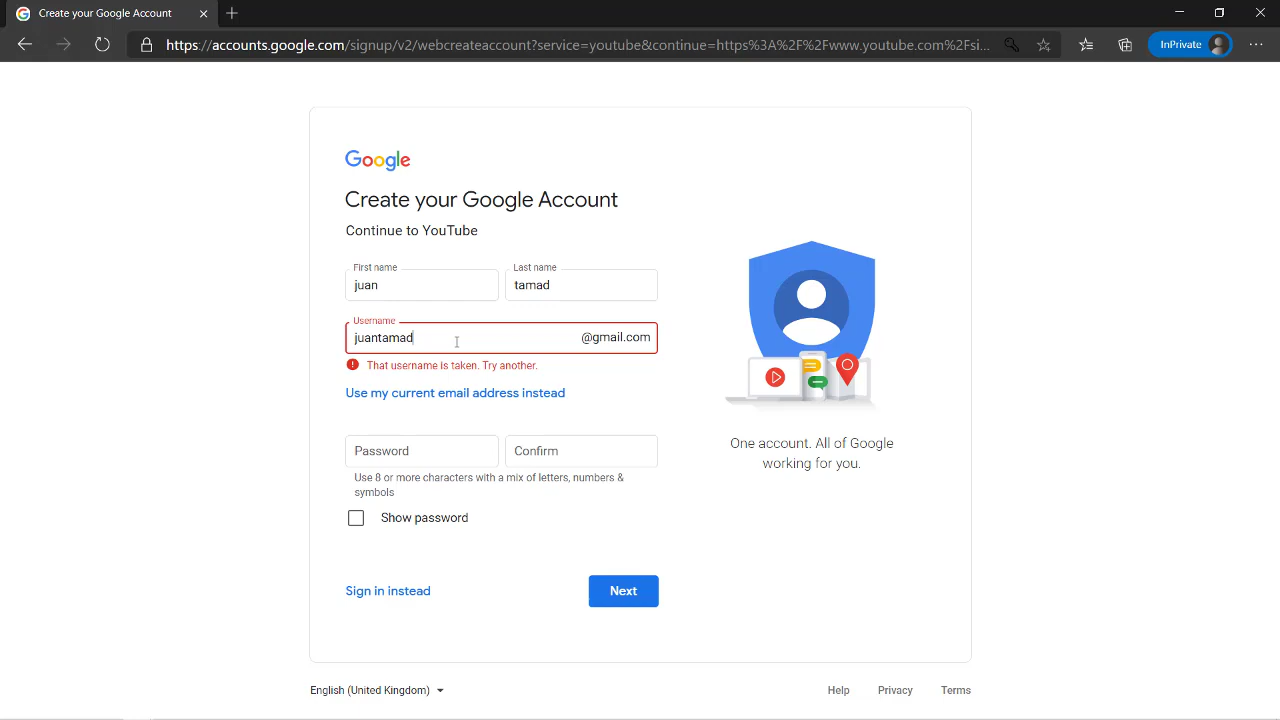 Create your Google Account
https://accounts.google.com/signup/v2/webcreateaccount?service=youtube&continue=https%3A%2F%2Fwww.youtube.com%2Fsi...
InPrivate
Google
Create your Google Account
Continue to YouTube
First name
Last name
juan
tamad
Username
juantamad
@gmail.com
That username is taken. Try another.
Use my current email address instead
Password
Confirm
Use 8 or more characters with a mix of letters, numbers &
symbols
Show password
Sign in instead
Next
One account. All of Google
working for you.
English (United Kingdom)
Help
Privacy
Terms